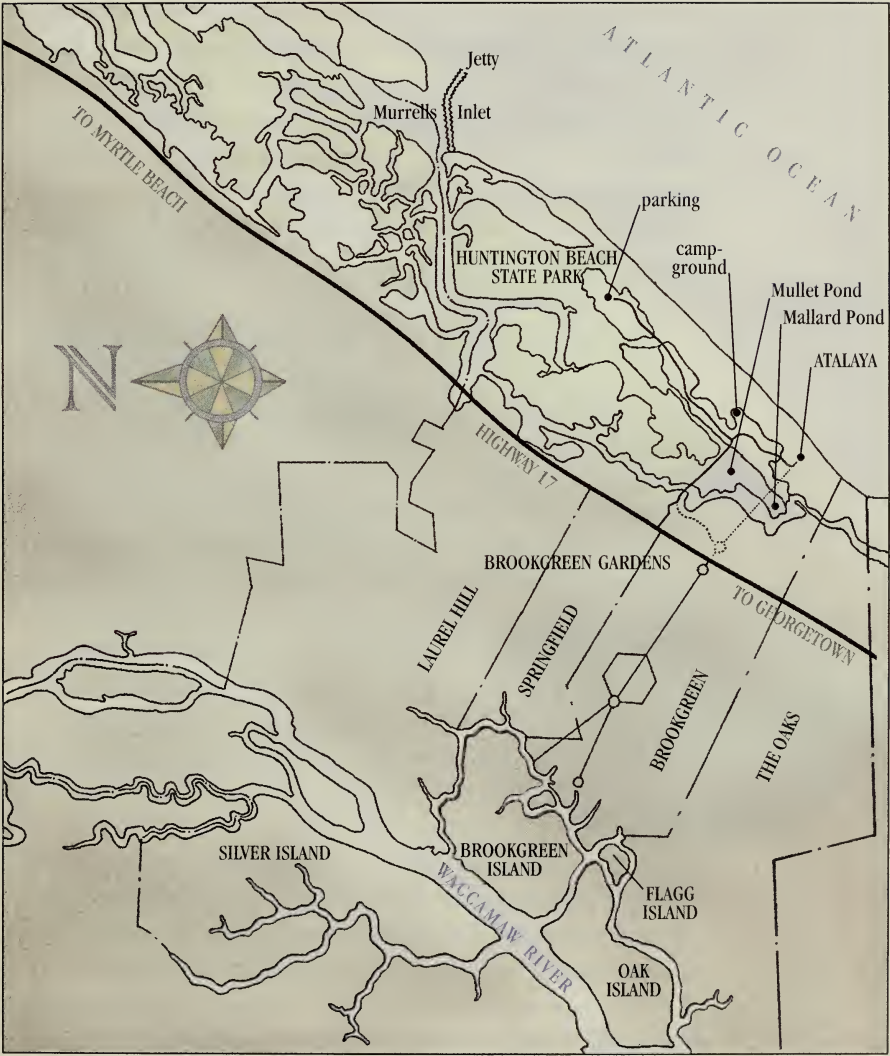 ATLANTIC OCEAN
Jetty
Murrells Inlet
TO MYRTLE BEACH
parking
HUNTINGTON BEACH
STATE PARK
camp-
ground
Mullet Pond
Mallard Pond
ATALAYA
N
HIGHWAY 17
BROOKGREEN GARDENS
TO GEORGETOWN
LAUREL HILL
SPRINGFIELD
BROOKGREEN
THE OAKS
SILVER ISLAND
BROOKGREEN
ISLAND
WACCAMAW RIVER
FLAGG
ISLAND
OAK
ISLAND